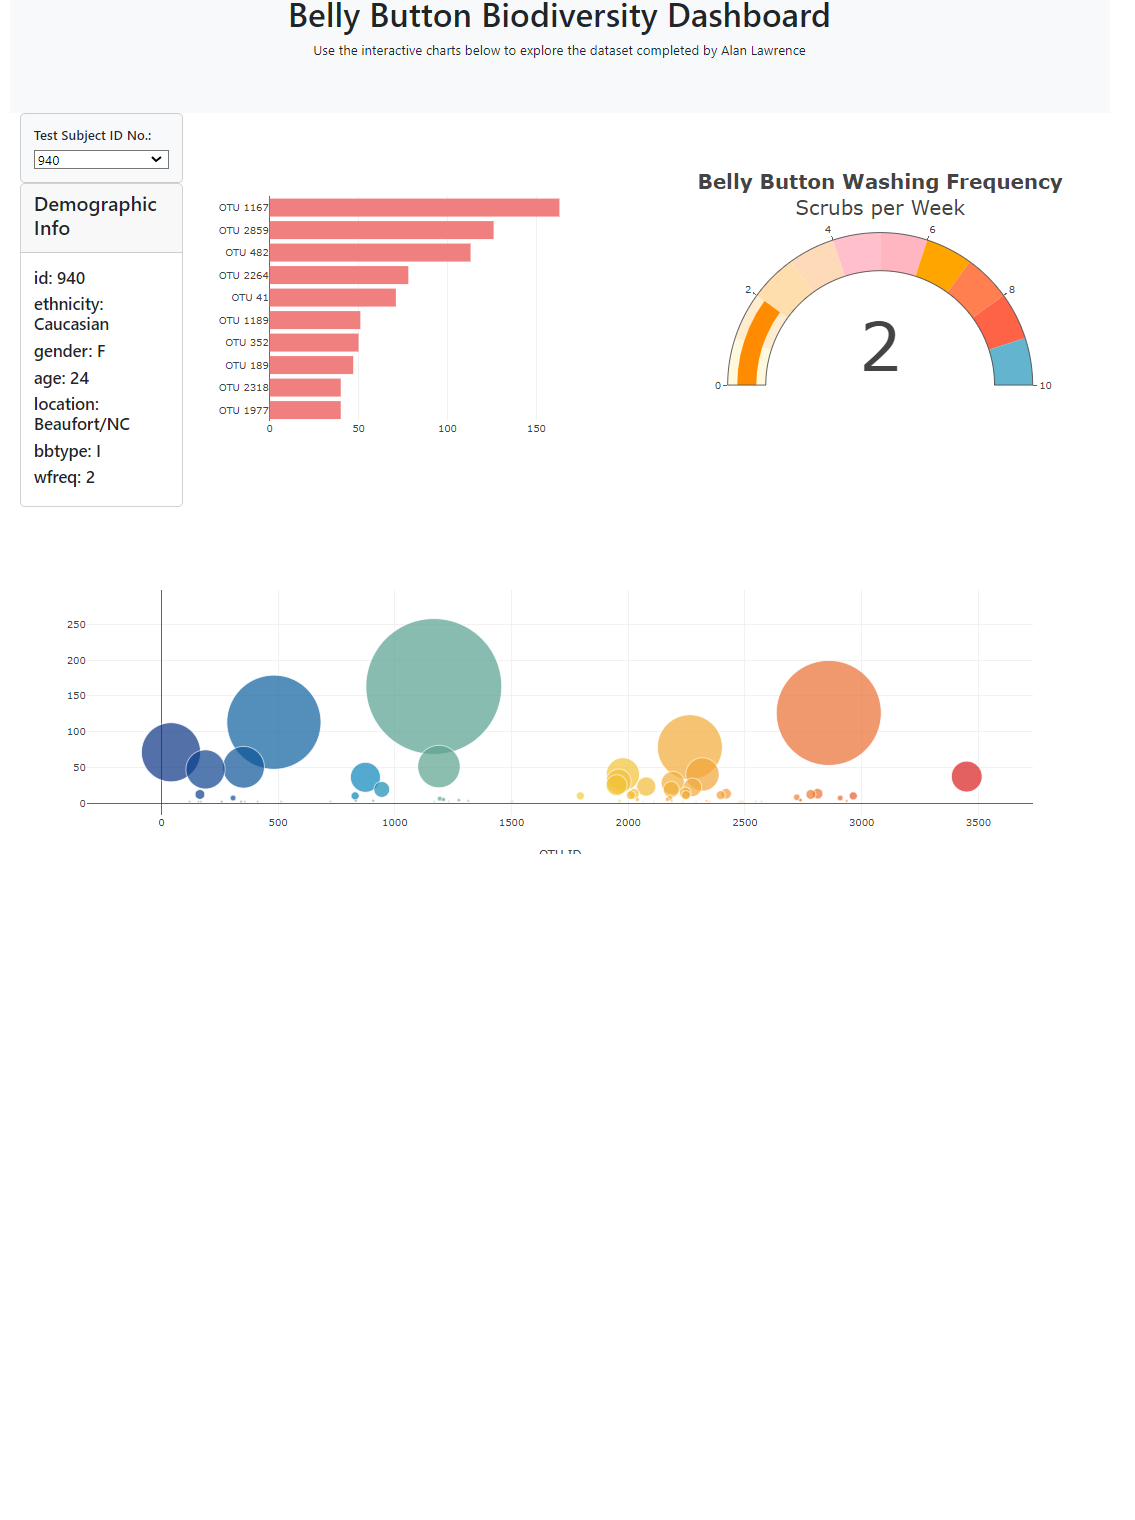 Belly Button Biodiversity Dashboard
Use the interactive charts below to explore the dataset completed by Alan Lawrence
Test Subject ID No.:
940
Demographic
Info
id: 940
ethnicity:
Caucasian
gender: F
age: 24
location:
Beaufort/NC
bbtype: I
wfreq: 2
OTU 1167
OTU 2859
OTU 482
OTU 2264
OTU 41
OTU 1189
OTU 352
OTU 189
OTU 2318
OTU 1977
0 50 100 150
Belly Button Washing Frequency
Scrubs per Week
0
2
4
6
8
10
2
250
200
150
100
50
0
0 500 1000 1500 2000 2500 3000 3500
OTU ID